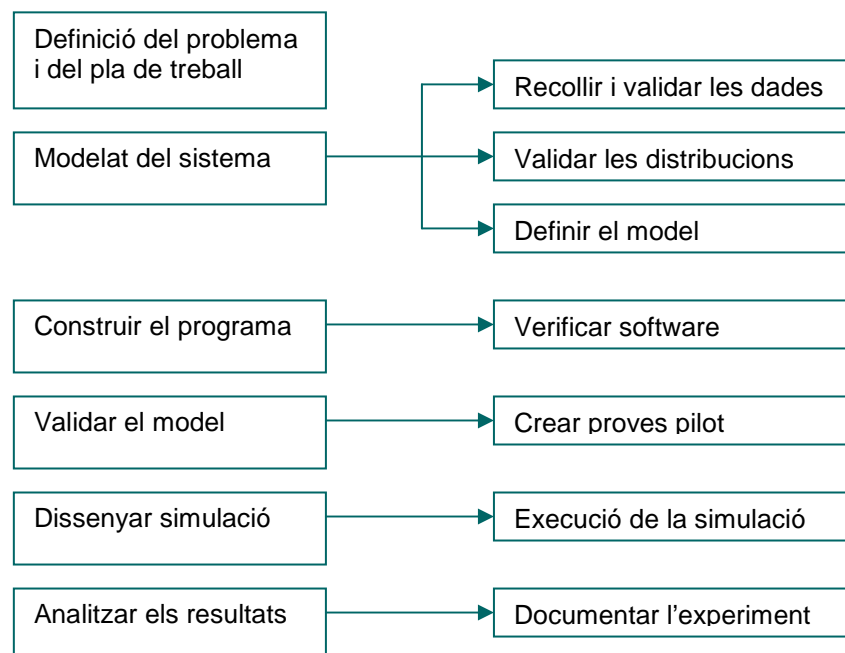 Definició del problema
i del pla de treball
Recollir i validar les dades
Modelat del sistema
Validar les distribucions
Definir el model
Construir el programa
Verificar software
Validar el model
Crear proves pilot
Dissenyar simulació
Execució de la simulació
Analitzar els resultats
Documentar l'experiment